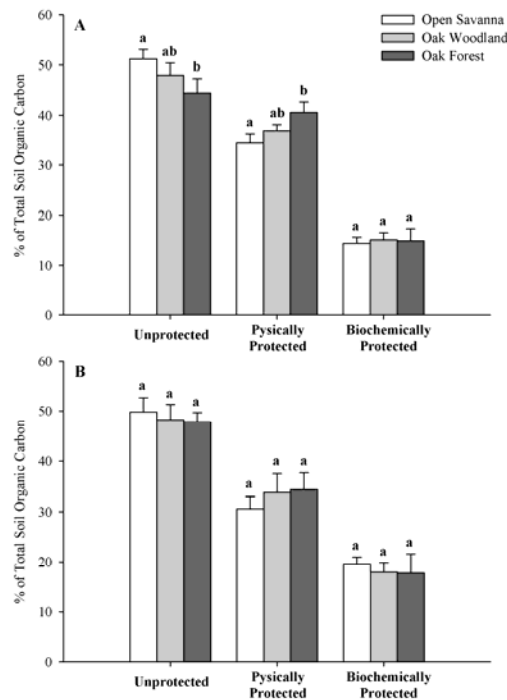 A
Open Savanna
Oak Woodland
Oak Forest
% of Total Soil Organic Carbon
60
50
40
30
20
10
0
a ab b
a ab b
a a a
Unprotected
Pysically
Protected
Biochemically
Protected
B
% of Total Soil Organic Carbon
60
50
40
30
20
10
0
a a a
a a a
a a a
Unprotected
Pysically
Protected
Biochemically
Protected